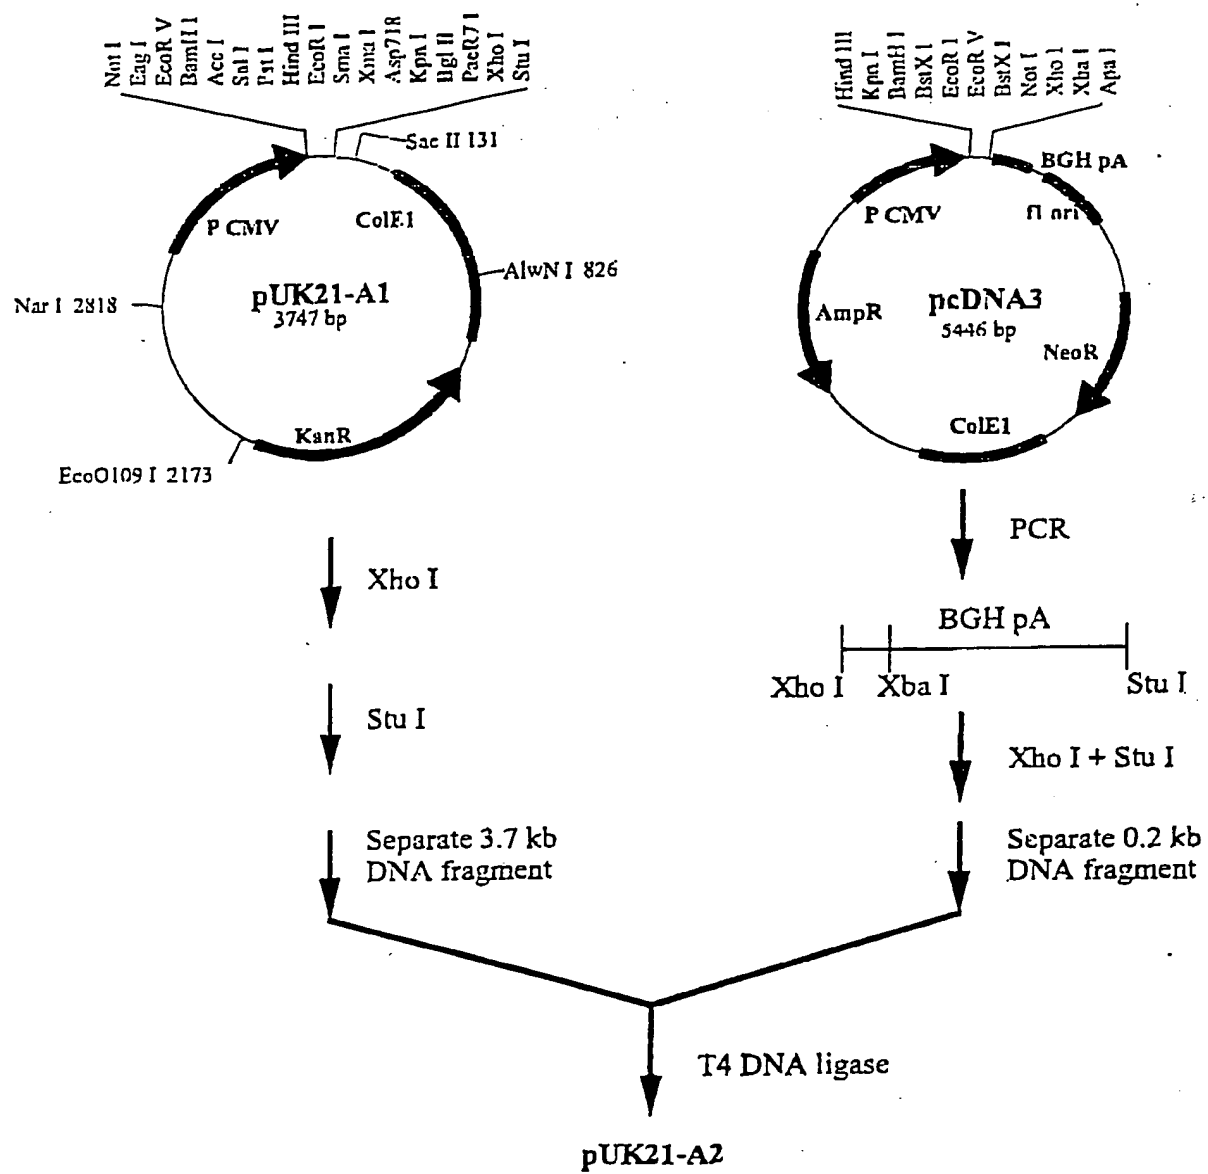 Not I
Eag I
EcoR V
BamH I
Acc I
Sal I
Pst I
Hind III
EcoR I
Sma I
Xma I
Asp718
Kpn I
Bgl II
PaeR7 I
Xho I
Stu I
Hind III
Kpn I
BamH I
BstX I
EcoR I
EcoR V
BstX I
Not I
Xho I
Xba I
Apa I
Sac II 131
P CMV
ColE1
AlwN I 826
Nar I 2818
pUK21-A1
3747 bp
KanR
EcoO109 I 2173
BGH pA
P CMV
f1 ori
AmpR
pcDNA3
5446 bp
NeoR
ColE1
Xho I
PCR
BGH pA
Xho I
Xba I
Stu I
Stu I
Xho I + Stu I
Separate 3.7 kb
DNA fragment
Separate 0.2 kb
DNA fragment
T4 DNA ligase
pUK21-A2